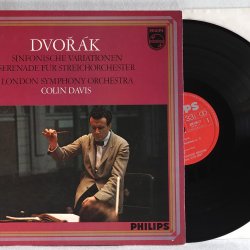 PHILIPS
DVOŘÁK
SINFONISCHE VARIATIONEN
SERENADE FÜR STREICHORCHESTER
LONDON SYMPHONY ORCHESTRA
COLIN DAVIS
PHILIPS